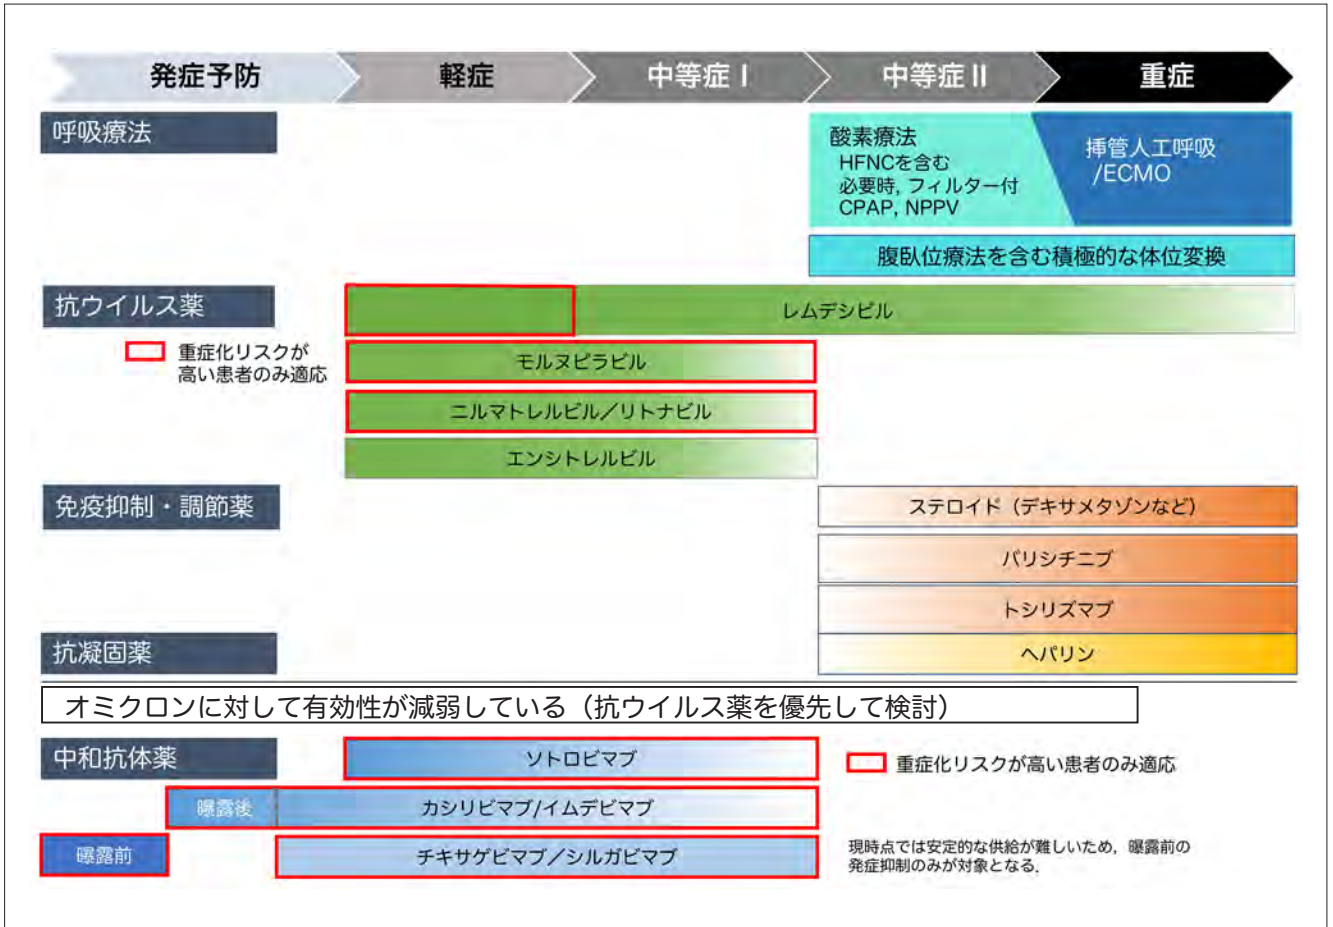 発症予防
軽症
中等症 I
中等症 II
重症
呼吸療法
酸素療法
HFNCを含む
必要時, フィルター付
CPAP, NPPV
挿管人工呼吸
/ECMO
腹臥位療法を含む積極的な体位変換
抗ウイルス薬
レムデシビル
重症化リスクが
高い患者のみ適応
モルヌピラビル
ニルマトレルビル／リトナビル
エンシトレルビル
免疫抑制・調節薬
ステロイド（デキサメタゾンなど）
バリシチニブ
トシリズマブ
抗凝固薬
ヘパリン
オミクロンに対して有効性が減弱している（抗ウイルス薬を優先して検討）
中和抗体薬
ソトロビマブ
重症化リスクが高い患者のみ適応
曝露後
カシリビマブ/イムデビマブ
曝露前
チキサゲビマブ／シルガビマブ
現時点では安定的な供給が難しいため，曝露前の
発症抑制のみが対象となる．